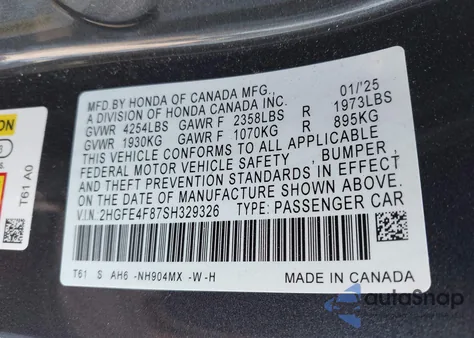 MFD. BY HONDA OF CANADA MFG., 01/'25
A DIVISION OF HONDA CANADA INC.
GVWR 4254LBS GAWR F 2358LBS R 1973LBS
GVWR 1930KG GAWR F 1070KG R 895KG
THIS VEHICLE CONFORMS TO ALL APPLICABLE
FEDERAL MOTOR VEHICLE SAFETY , BUMPER ,
AND THEFT PREVENTION STANDARDS IN EFFECT
ON THE DATE OF MANUFACTURE SHOWN ABOVE.
V.I.N: 2HGFE4F87SH329326 TYPE: PASSENGER CAR
T61 S AH6 -NH904MX -W-H MADE IN CANADA
ION
T61 A0
autoSnap